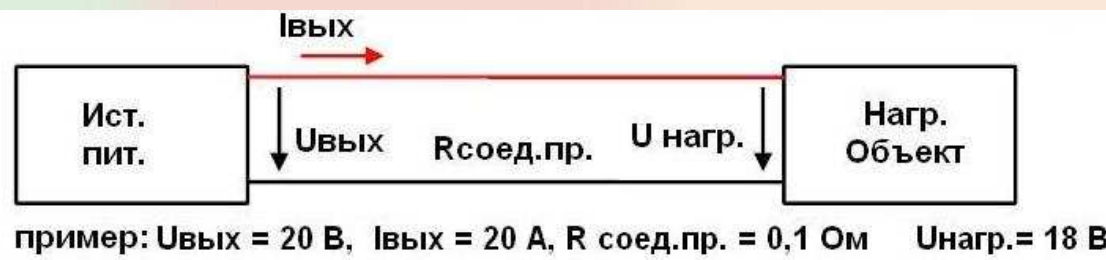 Iвых
Ист.
пит.
Uвых
Rсоед.пр.
U нагр.
Нагр.
Объект
пример: Uвых = 20 В, Iвых = 20 А, R соед.пр. = 0,1 Ом Uнагр.= 18 В